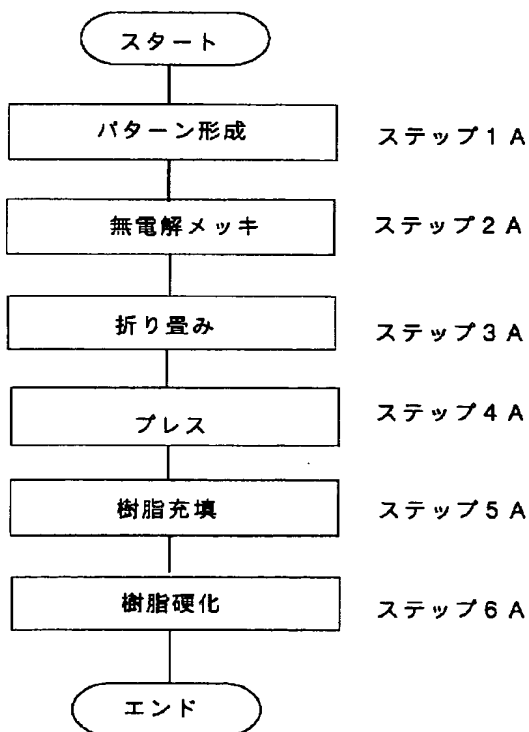 スタート
パターン形成 ステップ1A
無電解メッキ ステップ2A
折り畳み ステップ3A
プレス ステップ4A
樹脂充填 ステップ5A
樹脂硬化 ステップ6A
エンド